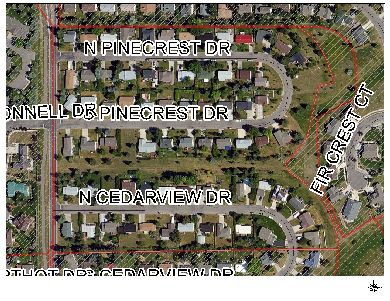 N PINECREST DR
ONNELL DR
S PINECREST DR
FIR CREST CT
N CEDARVIEW DR
S CEDARVIEW DR